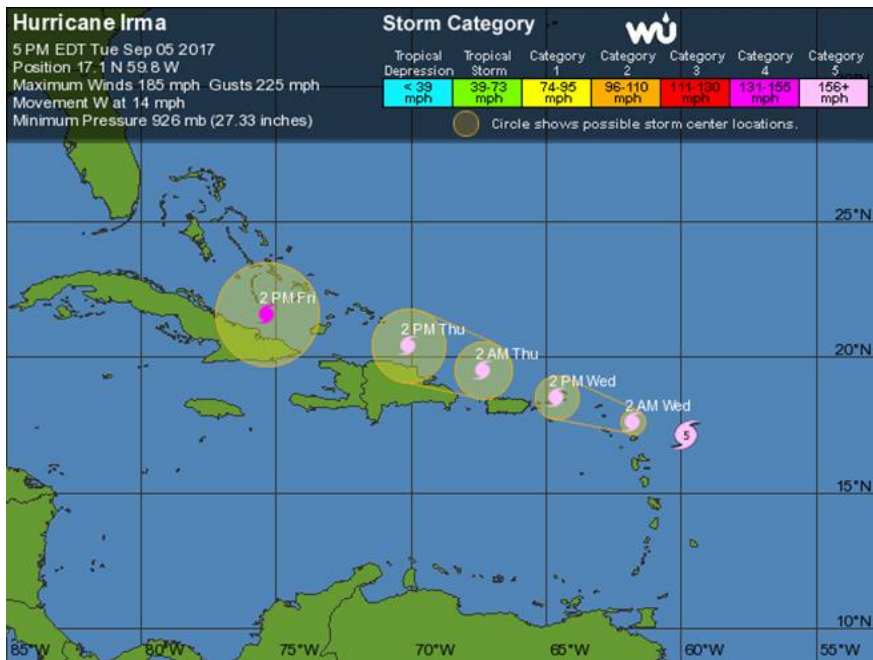 Hurricane Irma
5 PM EDT Tue Sep 05 2017
Position 17.1 N 59.8 W
Maximum Winds 185 mph Gusts 225 mph
Movement W at 14 mph
Minimum Pressure 926 mb (27.33 inches)
Storm Category
wu
Tropical Depression
Tropical Storm
Category 1
Category 2
Category 3
Category 4
Category 5
< 39 mph
39-73 mph
74-95 mph
96-110 mph
111-130 mph
131-155 mph
156+ mph
Circle shows possible storm center locations.
25°N
2 PM Fri
2 PM Thu
20°N
2 AM Thu
2 PM Wed
2 AM Wed
5
15°N
10°N
85°W
80°W
75°W
70°W
65°W
60°W
55°W